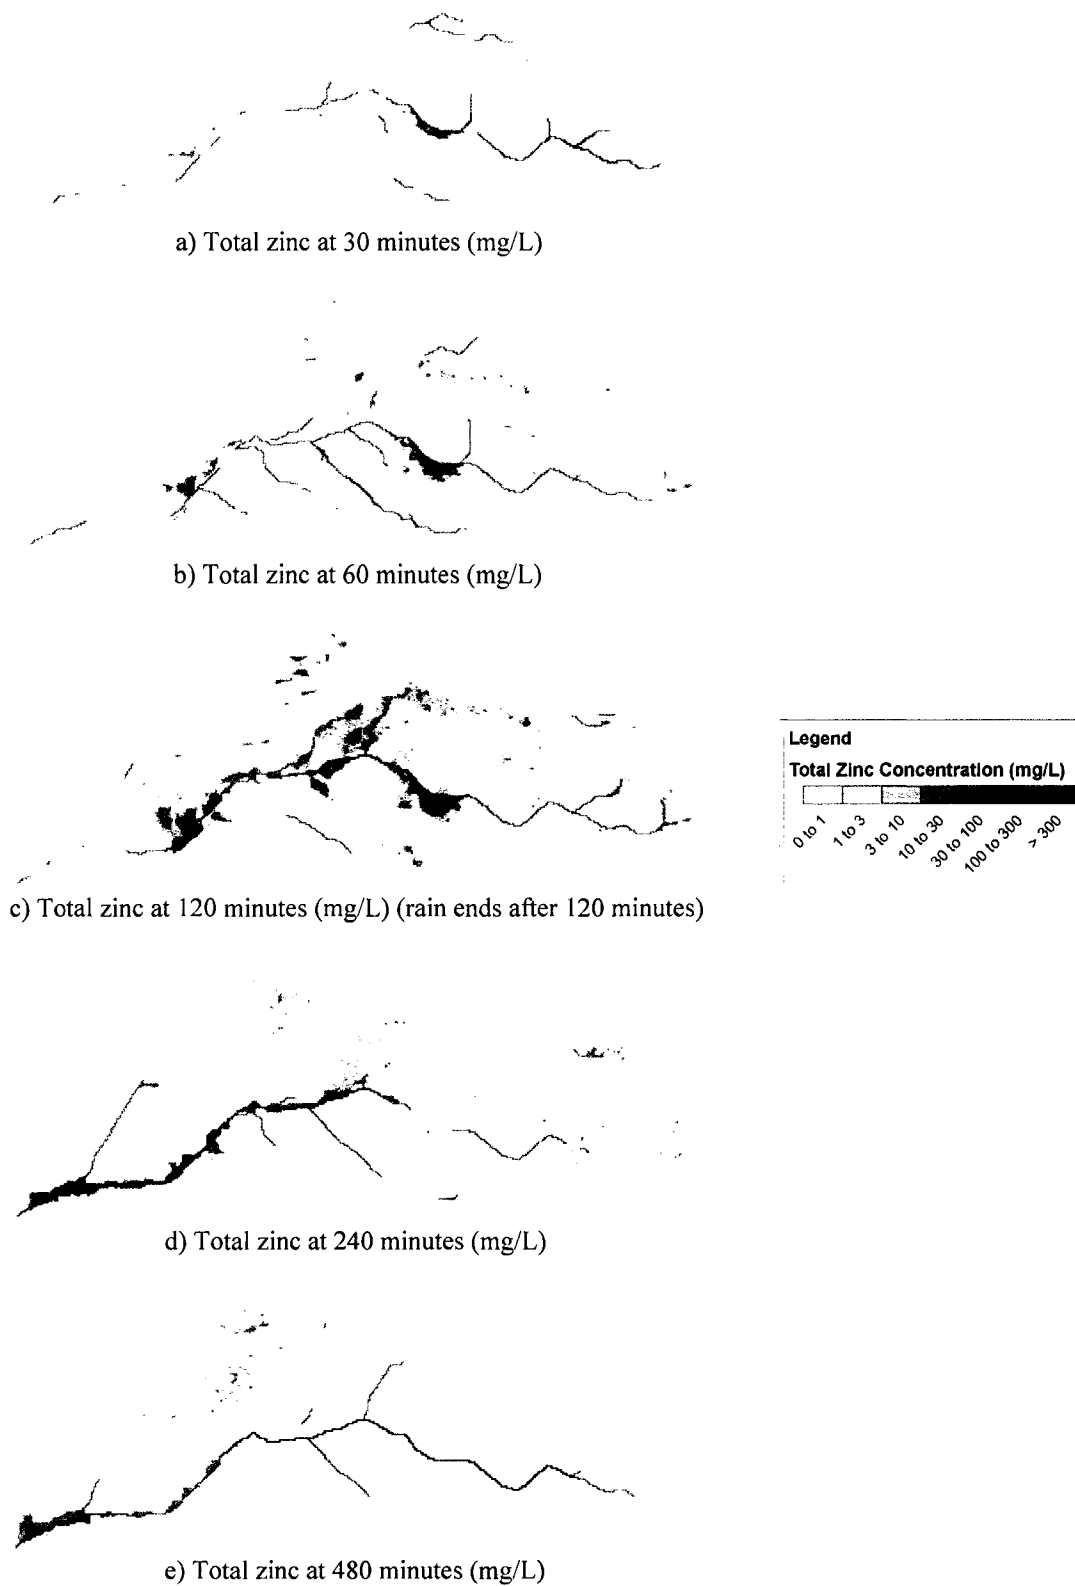 a) Total zinc at 30 minutes (mg/L)
b) Total zinc at 60 minutes (mg/L)
Legend
Total Zinc Concentration (mg/L)
0 to 1
1 to 3
3 to 10
10 to 30
30 to 100
100 to 300
> 300
c) Total zinc at 120 minutes (mg/L) (rain ends after 120 minutes)
d) Total zinc at 240 minutes (mg/L)
e) Total zinc at 480 minutes (mg/L)